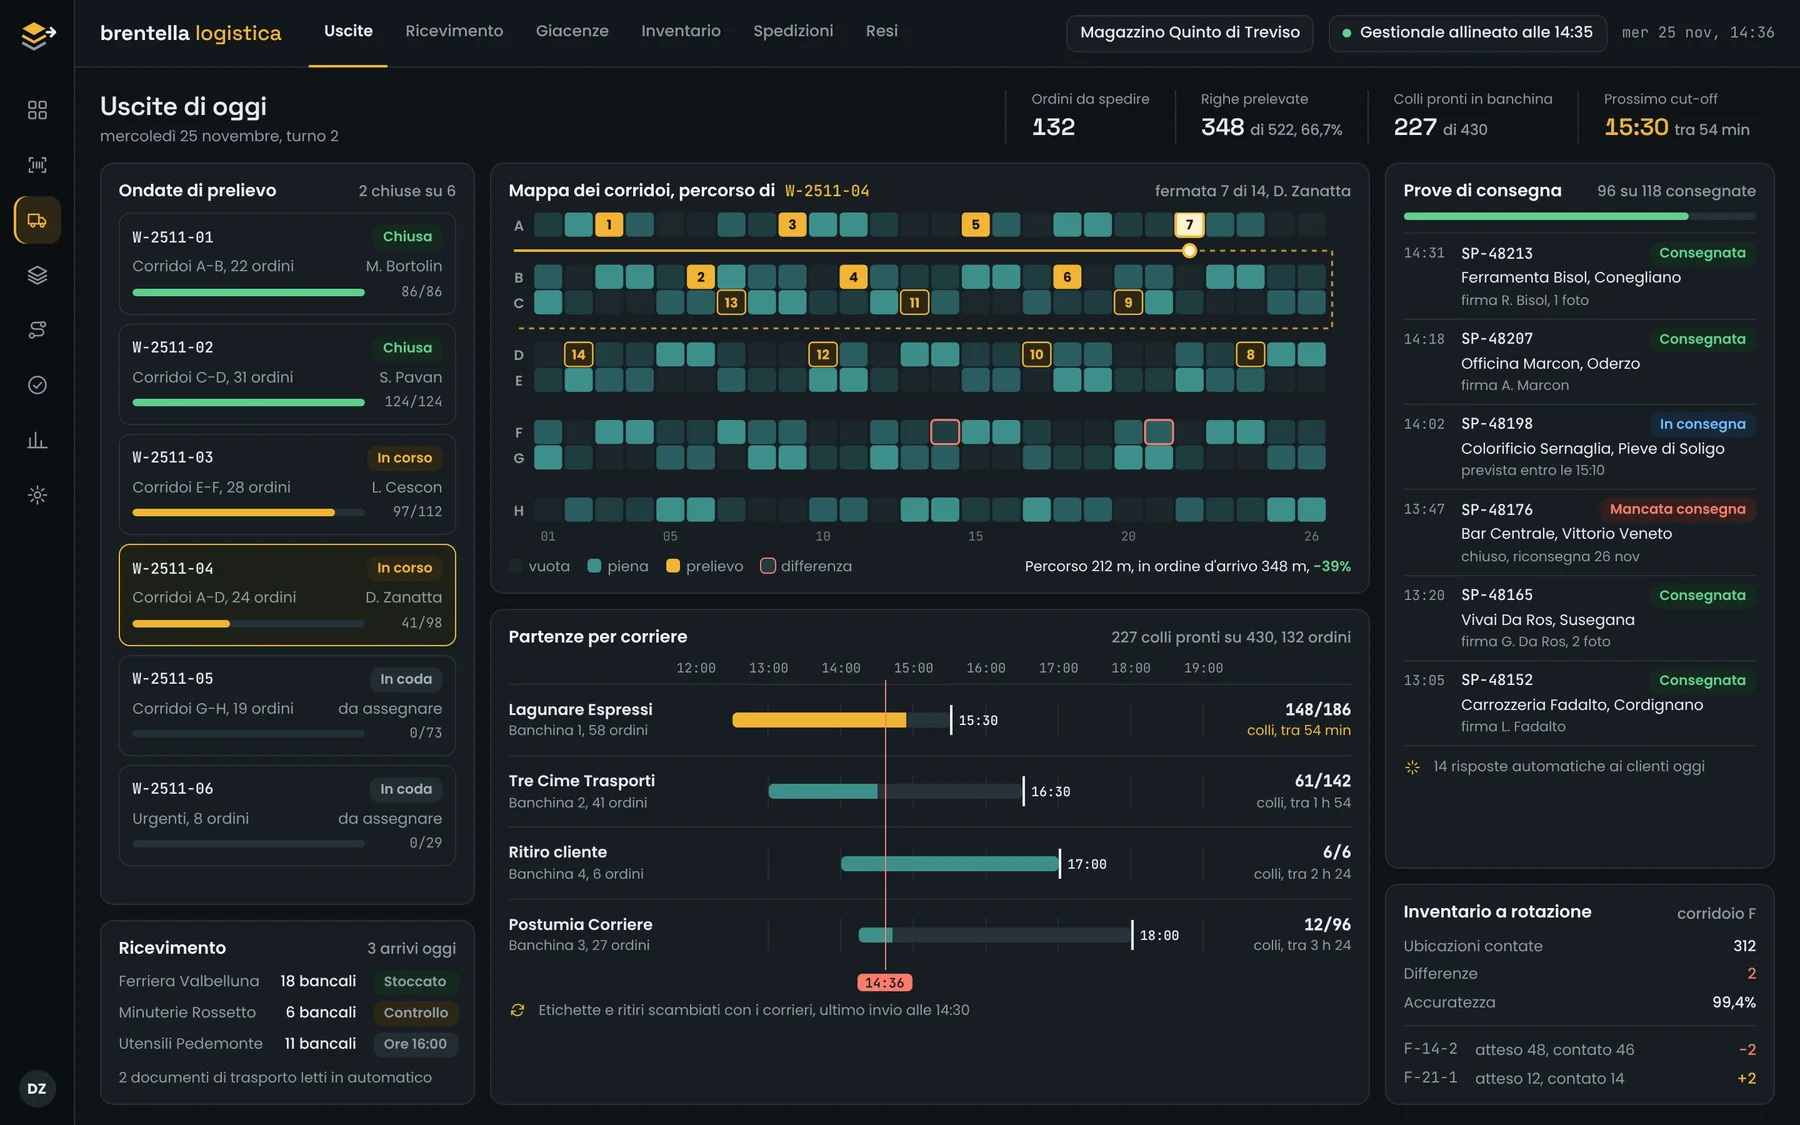 brentella logistica
Uscite
Ricevimento
Giacenze
Inventario
Spedizioni
Resi
Magazzino Quinto di Treviso
Gestionale allineato alle 14:35
mer 25 nov, 14:36
Uscite di oggi
mercoledì 25 novembre, turno 2
Ordini da spedire
132
Righe prelevate
348 di 522, 66,7%
Colli pronti in banchina
227 di 430
Prossimo cut-off
15:30 tra 54 min
Ondate di prelievo
2 chiuse su 6
W-2511-01
Chiusa
Corridoi A-B, 22 ordini
M. Bortolin
86/86
W-2511-02
Chiusa
Corridoi C-D, 31 ordini
S. Pavan
124/124
W-2511-03
In corso
Corridoi E-F, 28 ordini
L. Cescon
97/112
W-2511-04
In corso
Corridoi A-D, 24 ordini
D. Zanatta
41/98
W-2511-05
In coda
Corridoi G-H, 19 ordini
da assegnare
0/73
W-2511-06
In coda
Urgenti, 8 ordini
da assegnare
0/29
Ricevimento
3 arrivi oggi
Ferriera Valbelluna 18 bancali Stoccato
Minuterie Rossetto 6 bancali Controllo
Utensili Pedemonte 11 bancali Ore 16:00
2 documenti di trasporto letti in automatico
DZ
Mappa dei corridoi, percorso di W-2511-04
fermata 7 di 14, D. Zanatta
A 1 3 5 7
B 2 4 6
C 13 11 9
D 14 12 10 8
E
F
G
H
01 05 10 15 20 26
vuota piena prelievo differenza
Percorso 212 m, in ordine d'arrivo 348 m, -39%
Partenze per corriere
227 colli pronti su 430, 132 ordini
12:00 13:00 14:00 15:00 16:00 17:00 18:00 19:00
Lagunare Espressi
Banchina 1, 58 ordini
15:30
148/186
colli, tra 54 min
Tre Cime Trasporti
Banchina 2, 41 ordini
16:30
61/142
colli, tra 1 h 54
Ritiro cliente
Banchina 4, 6 ordini
17:00
6/6
colli, tra 2 h 24
Postumia Corriere
Banchina 3, 27 ordini
18:00
12/96
colli, tra 3 h 24
14:36
Etichette e ritiri scambiati con i corrieri, ultimo invio alle 14:30
Prove di consegna
96 su 118 consegnate
14:31 SP-48213 Consegnata
Ferramenta Bisol, Conegliano
firma R. Bisol, 1 foto
14:18 SP-48207 Consegnata
Officina Marcon, Oderzo
firma A. Marcon
14:02 SP-48198 In consegna
Colorificio Sernaglia, Pieve di Soligo
prevista entro le 15:10
13:47 SP-48176 Mancata consegna
Bar Centrale, Vittorio Veneto
chiuso, riconsegna 26 nov
13:20 SP-48165 Consegnata
Vivai Da Ros, Susegana
firma G. Da Ros, 2 foto
13:05 SP-48152 Consegnata
Carrozzeria Fadalto, Cordignano
firma L. Fadalto
14 risposte automatiche ai clienti oggi
Inventario a rotazione
corridoio F
Ubicazioni contate 312
Differenze 2
Accuratezza 99,4%
F-14-2 atteso 48, contato 46 -2
F-21-1 atteso 12, contato 14 +2